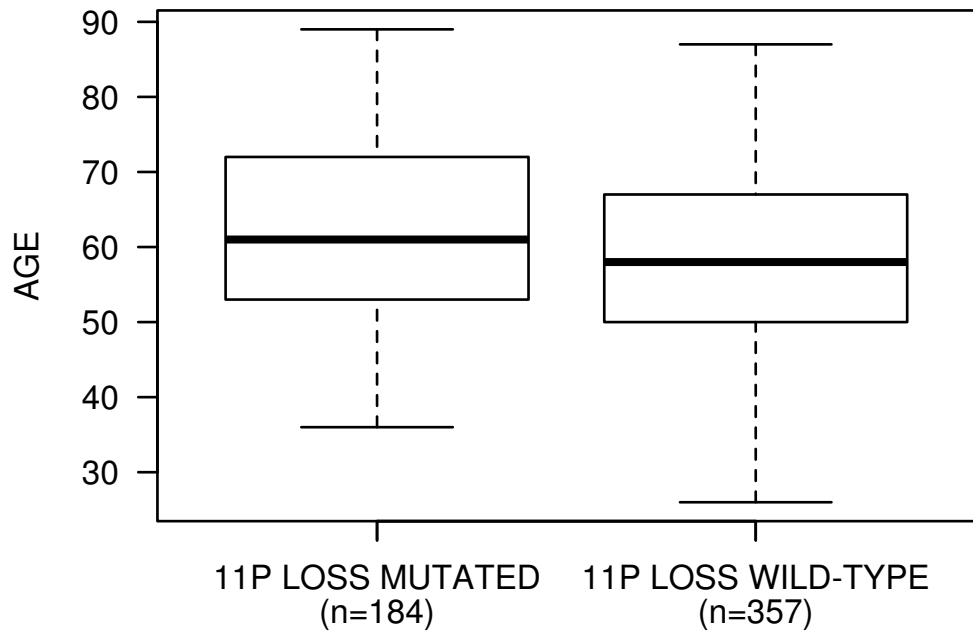 90
80
70
60
50
40
30
AGE
11P LOSS MUTATED
(n=184)
11P LOSS WILD-TYPE
(n=357)